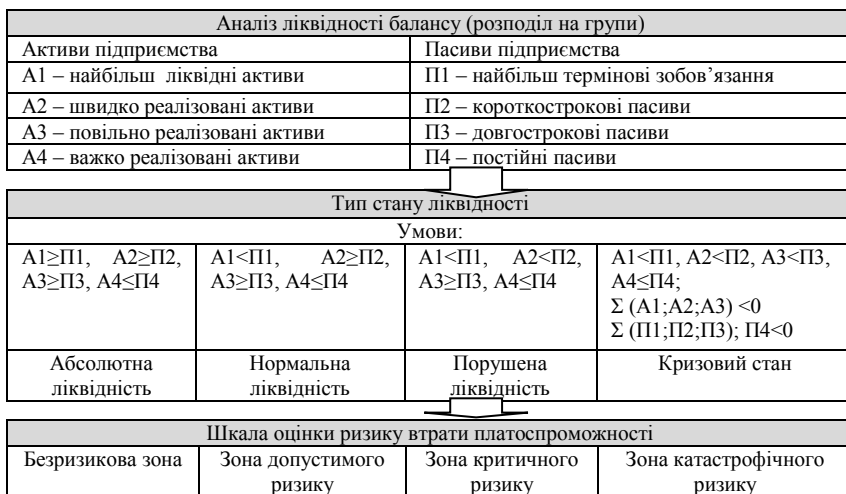 Аналіз ліквідності балансу (розподіл на групи)
Активи підприємства Пасиви підприємства
А1 – найбільш ліквідні активи П1 – найбільш термінові зобов’язання
А2 – швидко реалізовані активи П2 – короткострокові пасиви
А3 – повільно реалізовані активи П3 – довгострокові пасиви
А4 – важко реалізовані активи П4 – постійні пасиви
Тип стану ліквідності
Умови:
А1≥П1, А2≥П2,
А3≥П3, А4≤П4
А1<П1, А2≥П2,
А3≥П3, А4≤П4
А1<П1, А2<П2,
А3≥П3, А4≤П4
А1<П1, А2<П2, А3<П3,
А4≤П4;
Σ (А1;А2;А3) <0
Σ (П1;П2;П3); П4<0
Абсолютна
ліквідність
Нормальна
ліквідність
Порушена
ліквідність
Кризовий стан
Шкала оцінки ризику втрати платоспроможності
Безризикова зона
Зона допустимого
ризику
Зона критичного
ризику
Зона катастрофічного
ризику